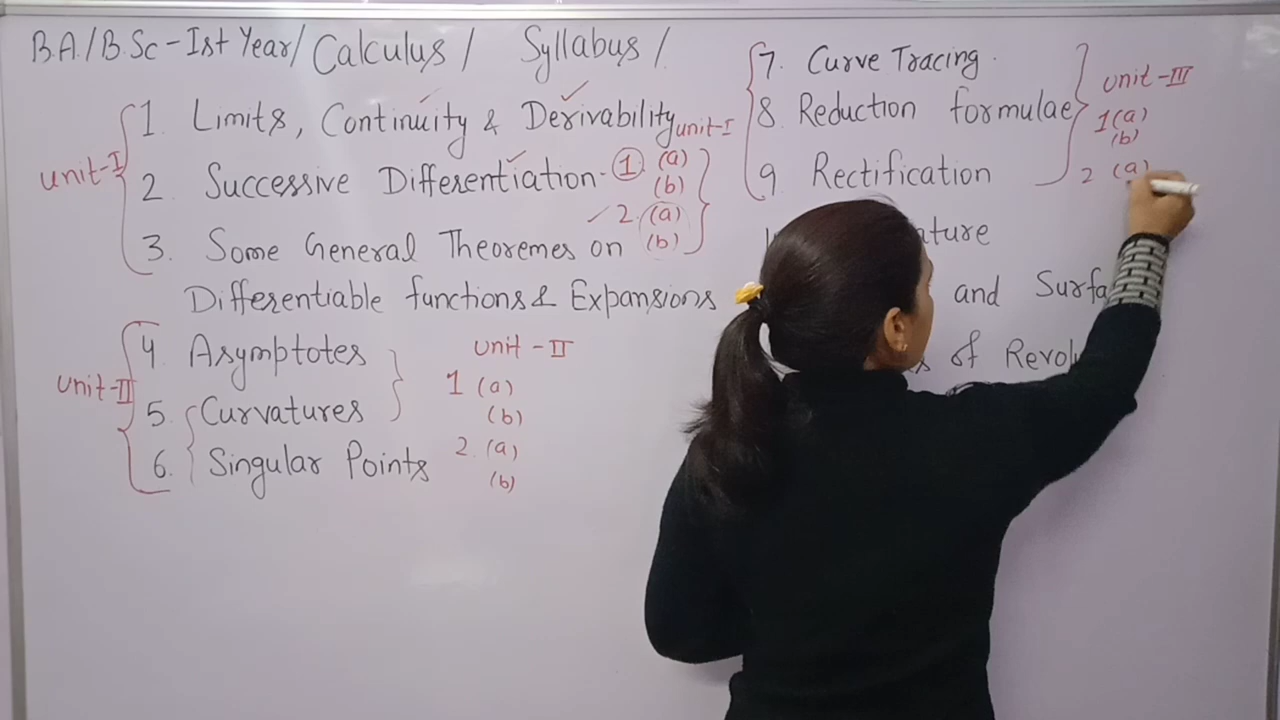 B.A./B.Sc-Ist Year/ Calculus / Syllabus /
Unit-I
1. Limits, Continuity & Derivability
2. Successive Differentiation.
3. Some General Theoremes on
Differentiable functions & Expansions
unit-I
1 (a)
(b)
2. (a)
(b)
Unit-II
4. Asymptotes
5. Curvatures
6. Singular Points
Unit -II
1 (a)
(b)
2. (a)
(b)
7. Curve Tracing.
8 Reduction formulae
9. Rectification
and
of
unit-III
1(a)
(b)
2 (a)